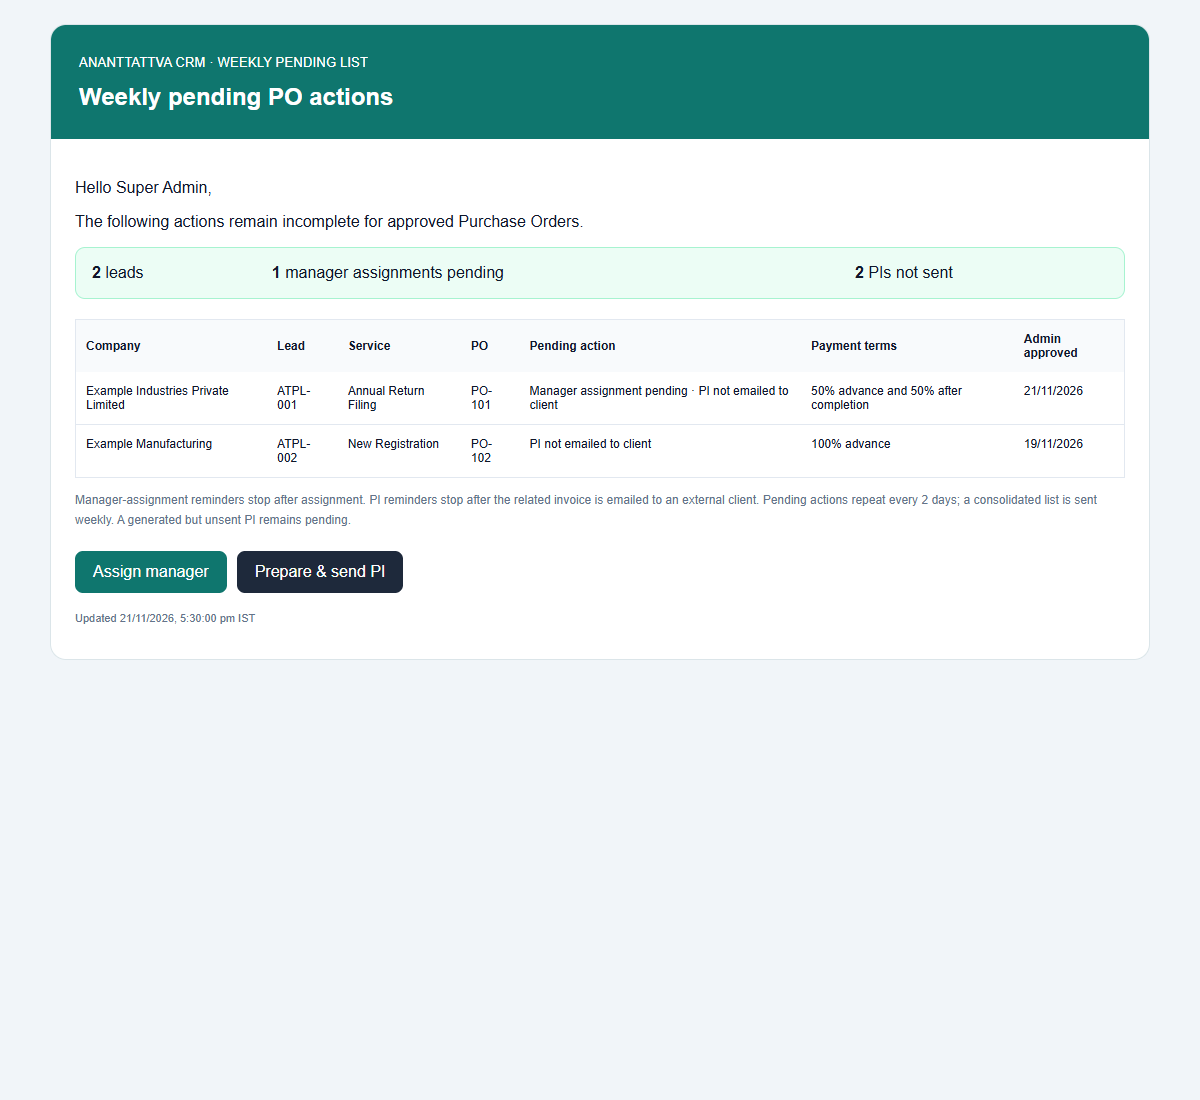 ANANTTATTVA CRM · WEEKLY PENDING LIST
Weekly pending PO actions
Hello Super Admin,
The following actions remain incomplete for approved Purchase Orders.
2 leads 1 manager assignments pending 2 PIs not sent
Company Lead Service PO Pending action Payment terms Admin approved
Example Industries Private Limited ATPL-001 Annual Return Filing PO-101 Manager assignment pending · PI not emailed to client 50% advance and 50% after completion 21/11/2026
Example Manufacturing ATPL-002 New Registration PO-102 PI not emailed to client 100% advance 19/11/2026
Manager-assignment reminders stop after assignment. PI reminders stop after the related invoice is emailed to an external client. Pending actions repeat every 2 days; a consolidated list is sent
weekly. A generated but unsent PI remains pending.
Assign manager Prepare & send PI
Updated 21/11/2026, 5:30:00 pm IST